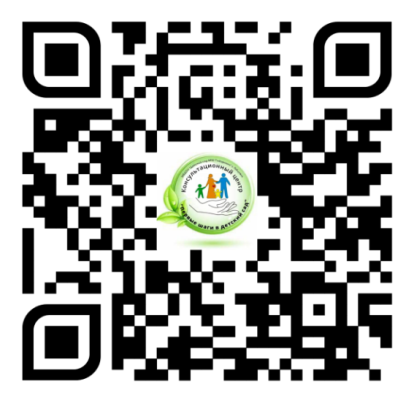 Консультационный центр
"Первые шаги в детский сад"